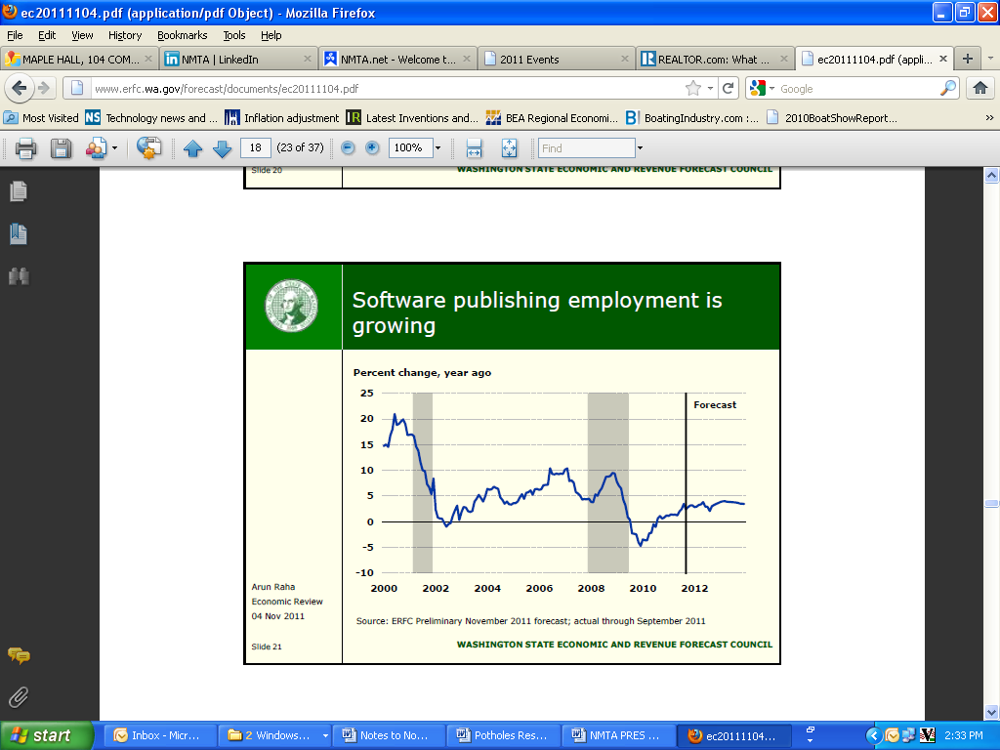 ec20111104.pdf (application/pdf Object) - Mozilla Firefox
File Edit View History Bookmarks Tools Help
MAPLE HALL, 104 COM... NMTA | LinkedIn NMTA.net - Welcome t... 2011 Events REALTOR.com: What ... ec20111104.pdf (appli...
www.erfc.wa.gov/forecast/documents/ec20111104.pdf Google
Most Visited Technology news and ... Inflation adjustment Latest Inventions and... BEA Regional Economi... BoatingIndustry.com :... 2010BoatShowReport...
18 (23 of 37) 100% Find
Slide 20 WASHINGTON STATE ECONOMIC AND REVENUE FORECAST COUNCIL
Software publishing employment is
growing
Percent change, year ago
25
Forecast
20
15
10
5
0
-5
-10
2000 2002 2004 2006 2008 2010 2012
Arun Raha
Economic Review
04 Nov 2011
Source: ERFC Preliminary November 2011 forecast; actual through September 2011
Slide 21 WASHINGTON STATE ECONOMIC AND REVENUE FORECAST COUNCIL
start Inbox - Micr... 2 Windows... Notes to No... Potholes Res... NMTA PRES ... ec20111104... 2:33 PM